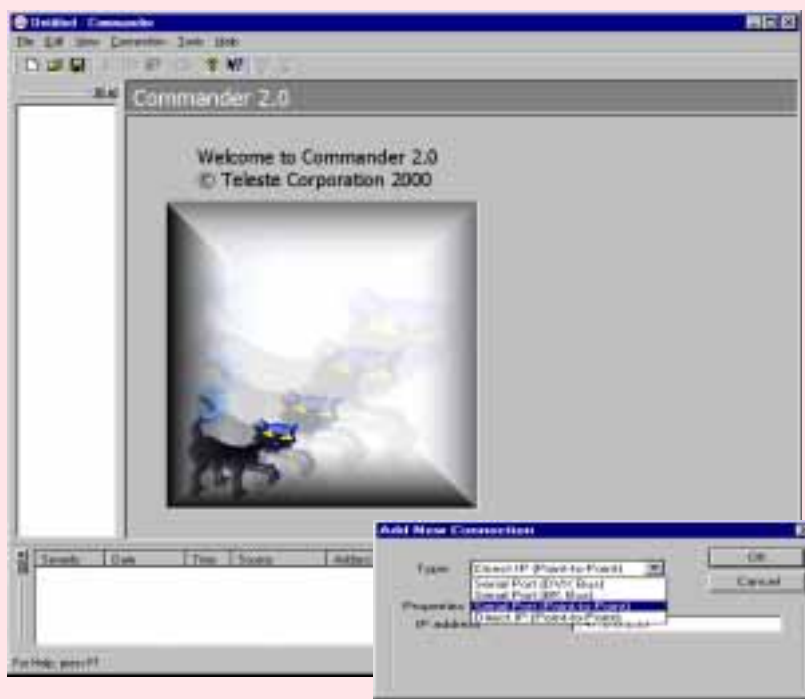 Untitled - Commander
File Edit View Connection Tools Help
Commander 2.0
Welcome to Commander 2.0
© Teleste Corporation 2000
Severity Date Time Source Address
For Help, press F1
Add New Connection
Type: Direct IP (Point-to-Point)
OK
Serial Port (DVX Bus)
Cancel
Serial Port (BK Bus)
Serial Port (Point-to-Point)
Properties
Direct IP (Point-to-Point)
IP address